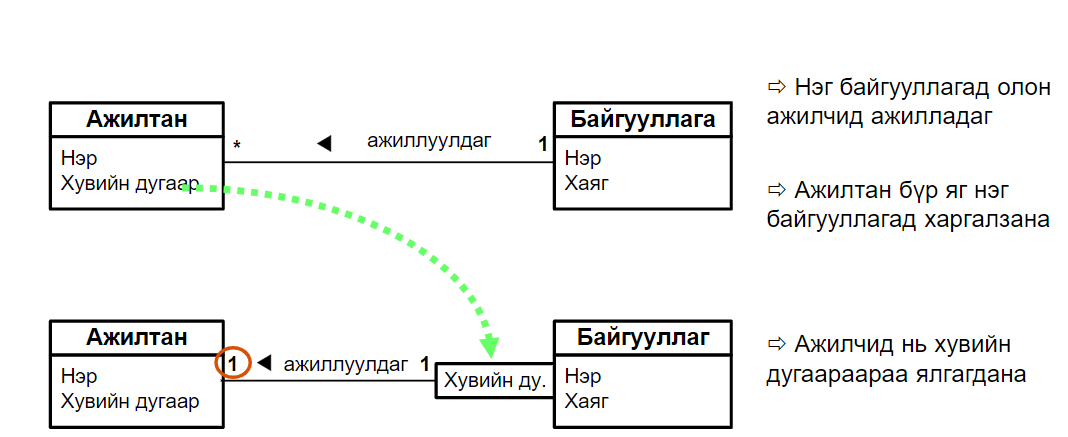 Ажилтан
Нэр
Хувийн дугаар
*
ажиллуулдаг
1
Байгууллага
Нэр
Хаяг
⇨ Нэг байгууллагад олон
ажилчид ажилладаг
⇨ Ажилтан бүр яг нэг
байгууллагад харгалзана
Ажилтан
Нэр
Хувийн дугаар
1
ажиллуулдаг
1
Хувийн ду.
Байгууллаг
Нэр
Хаяг
⇨ Ажилчид нь хувийн
дугаараараа ялгагдана